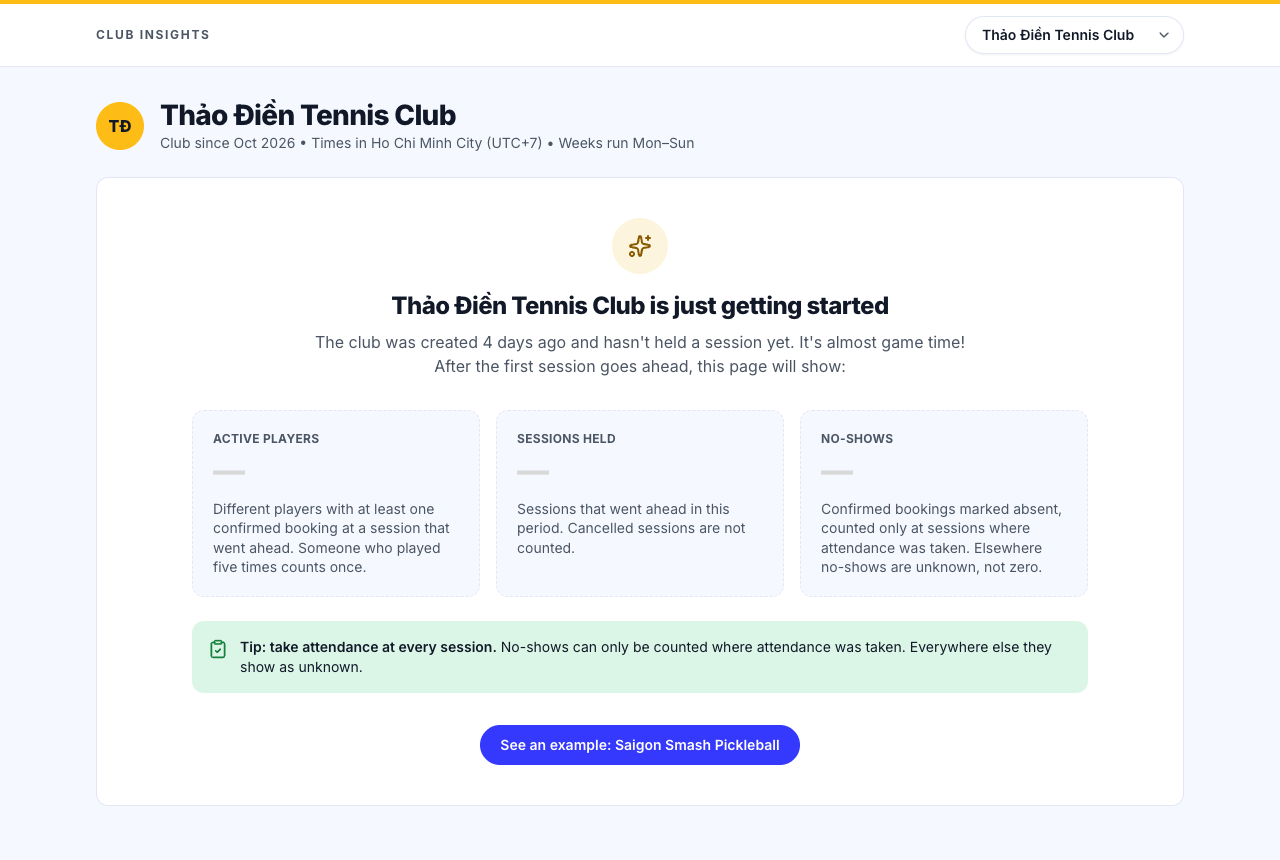 CLUB INSIGHTS
Thảo Điền Tennis Club
TĐ
Thảo Điền Tennis Club
Club since Oct 2026 • Times in Ho Chi Minh City (UTC+7) • Weeks run Mon–Sun
Thảo Điền Tennis Club is just getting started
The club was created 4 days ago and hasn't held a session yet. It's almost game time!
After the first session goes ahead, this page will show:
ACTIVE PLAYERS
Different players with at least one
confirmed booking at a session that
went ahead. Someone who played
five times counts once.
SESSIONS HELD
Sessions that went ahead in this
period. Cancelled sessions are not
counted.
NO-SHOWS
Confirmed bookings marked absent,
counted only at sessions where
attendance was taken. Elsewhere
no-shows are unknown, not zero.
Tip: take attendance at every session. No-shows can only be counted where attendance was taken. Everywhere else they
show as unknown.
See an example: Saigon Smash Pickleball